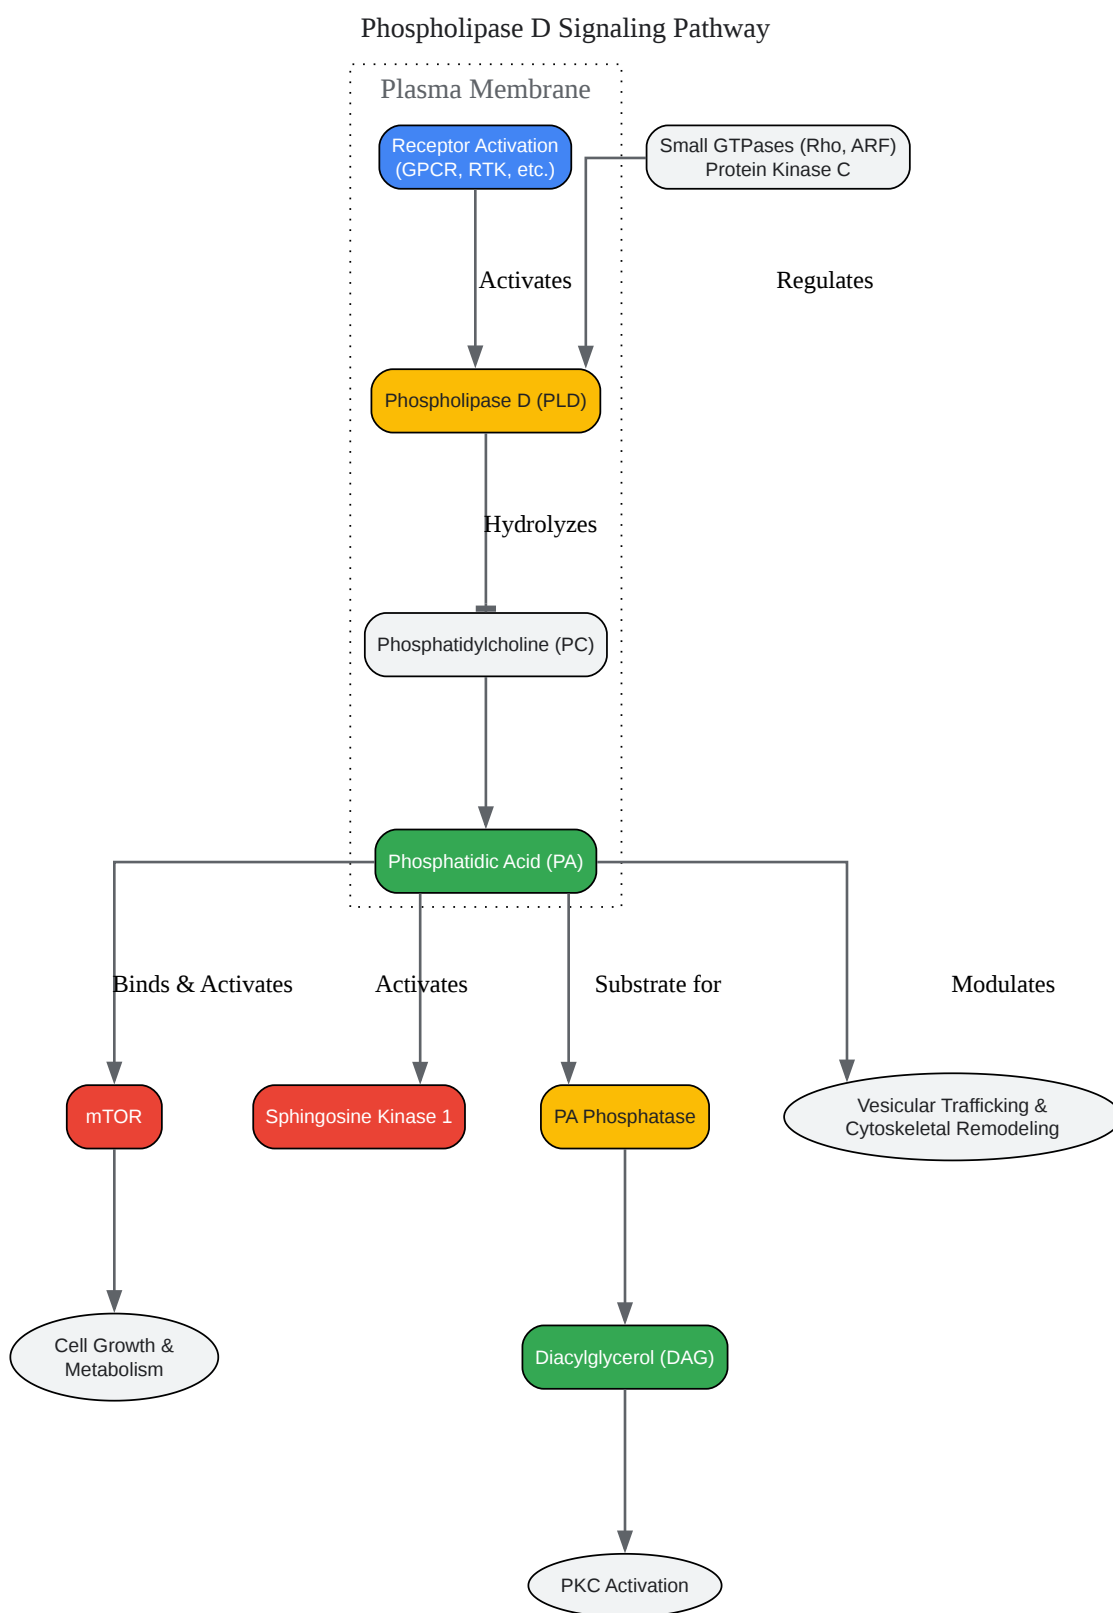 Phospholipase D Signaling Pathway
Plasma Membrane
Receptor Activation
(GPCR, RTK, etc.)
Small GTPases (Rho, ARF)
Protein Kinase C
Activates
Regulates
Phospholipase D (PLD)
Hydrolyzes
Phosphatidylcholine (PC)
Phosphatidic Acid (PA)
Binds & Activates
Activates
Substrate for
Modulates
mTOR
Sphingosine Kinase 1
PA Phosphatase
Vesicular Trafficking &
Cytoskeletal Remodeling
Cell Growth &
Metabolism
Diacylglycerol (DAG)
PKC Activation